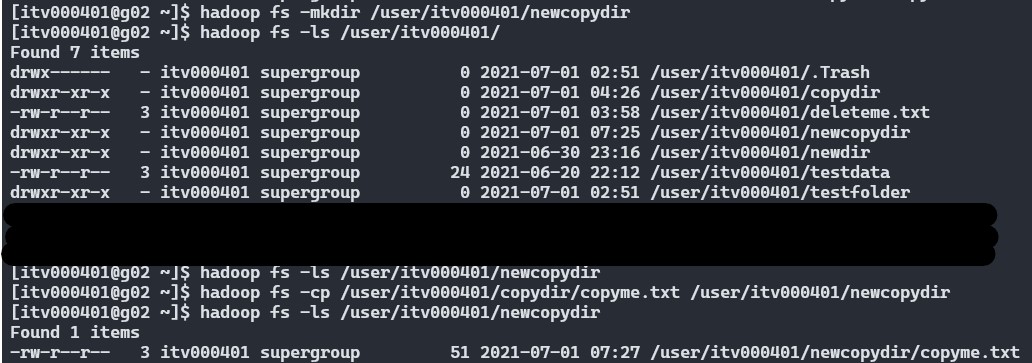 [itv000401@g02 ~]$ hadoop fs -mkdir /user/itv000401/newcopydir
[itv000401@g02 ~]$ hadoop fs -ls /user/itv000401/
Found 7 items
drwx------   - itv000401 supergroup          0 2021-07-01 02:51 /user/itv000401/.Trash
drwxr-xr-x   - itv000401 supergroup          0 2021-07-01 04:26 /user/itv000401/copydir
-rw-r--r--   3 itv000401 supergroup          0 2021-07-01 03:58 /user/itv000401/deleteme.txt
drwxr-xr-x   - itv000401 supergroup          0 2021-07-01 07:25 /user/itv000401/newcopydir
drwxr-xr-x   - itv000401 supergroup          0 2021-06-30 23:16 /user/itv000401/newdir
-rw-r--r--   3 itv000401 supergroup         24 2021-06-20 22:12 /user/itv000401/testdata
drwxr-xr-x   - itv000401 supergroup          0 2021-07-01 02:51 /user/itv000401/testfolder
[itv000401@g02 ~]$ hadoop fs -ls /user/itv000401/newcopydir
[itv000401@g02 ~]$ hadoop fs -cp /user/itv000401/copydir/copyme.txt /user/itv000401/newcopydir
[itv000401@g02 ~]$ hadoop fs -ls /user/itv000401/newcopydir
Found 1 items
-rw-r--r--   3 itv000401 supergroup         51 2021-07-01 07:27 /user/itv000401/newcopydir/copyme.txt